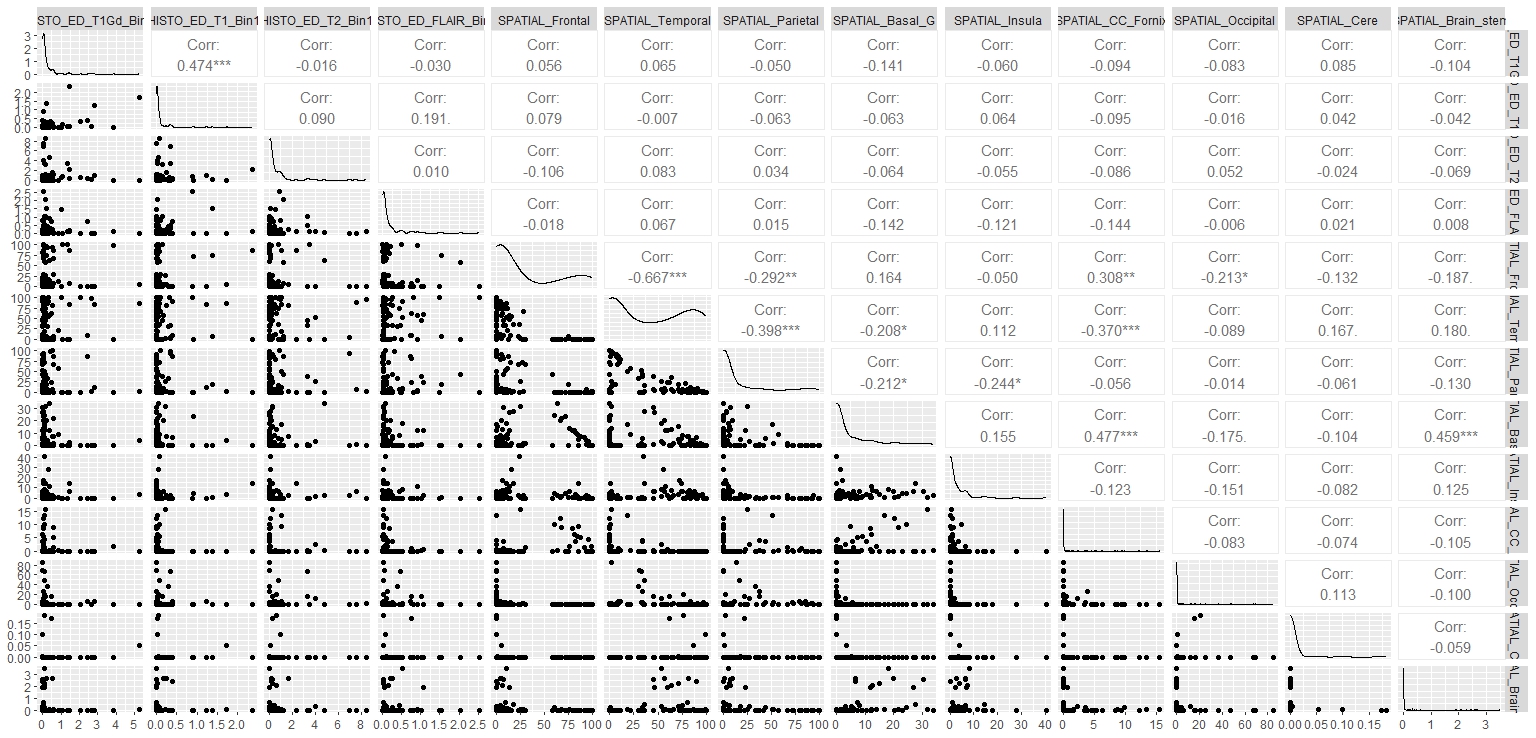 STO_ED_T1Gd_Bin HISTO_ED_T1_Bin1 HISTO_ED_T2_Bin1 STO_ED_FLAIR_Bi SPATIAL_Frontal SPATIAL_Temporal SPATIAL_Parietal SPATIAL_Basal_G SPATIAL_Insula SPATIAL_CC_Fornix SPATIAL_Occipital SPATIAL_Cere SPATIAL_Brain_stem
3 2 1 0
Corr: Corr: Corr: Corr: Corr: Corr: Corr: Corr: Corr: Corr: Corr: Corr:
0.474*** -0.016 -0.030 0.056 0.065 -0.050 -0.141 -0.060 -0.094 -0.083 0.085 -0.104
ED_T1G
2.0 1.5 1.0 0.5 0.0
Corr: Corr: Corr: Corr: Corr: Corr: Corr: Corr: Corr: Corr: Corr:
0.090 0.191. 0.079 -0.007 -0.063 -0.063 0.064 -0.095 -0.016 0.042 -0.042
_ED_T1
8 6 4 2 0
Corr: Corr: Corr: Corr: Corr: Corr: Corr: Corr: Corr: Corr:
0.010 -0.106 0.083 0.034 -0.064 -0.055 -0.086 0.052 -0.024 -0.069
_ED_T2
2.5 2.0 1.5 1.0 0.5 0.0
Corr: Corr: Corr: Corr: Corr: Corr: Corr: Corr: Corr:
-0.018 0.067 0.015 -0.142 -0.121 -0.144 -0.006 0.021 0.008
ED_FLA
100 75 50 25 0
Corr: Corr: Corr: Corr: Corr: Corr: Corr: Corr:
-0.667*** -0.292** 0.164 -0.050 0.308** -0.213* -0.132 -0.187.
TIAL_Fro
100 75 50 25 0
Corr: Corr: Corr: Corr: Corr: Corr: Corr:
-0.398*** -0.208* 0.112 -0.370*** -0.089 0.167. 0.180.
IAL_Tem
100 75 50 25 0
Corr: Corr: Corr: Corr: Corr: Corr:
-0.212* -0.244* -0.056 -0.014 -0.061 -0.130
TIAL_Par
30 20 10 0
Corr: Corr: Corr: Corr: Corr:
0.155 0.477*** -0.175. -0.104 0.459***
IAL_Bas
40 30 20 10 0
Corr: Corr: Corr: Corr:
-0.123 -0.151 -0.082 0.125
ATIAL_In
15 10 5 0
Corr: Corr: Corr:
-0.083 -0.074 -0.105
AL_CC_
80 60 40 20 0
Corr: Corr:
0.113 -0.100
IAL_Occ
0.15 0.10 0.05 0.00
Corr:
-0.059
ATIAL_C
3 2 1 0
AL_Brain
0 1 2 3 4 5 0.0 0.5 1.0 1.5 2.0 0 2 4 6 8 0.0 0.5 1.0 1.5 2.0 2.5 0 25 50 75 100 0 25 50 75 100 0 25 50 75 100 0 10 20 30 0 10 20 30 40 0 5 10 15 0 20 40 60 80 0.00 0.05 0.10 0.15 0 1 2 3